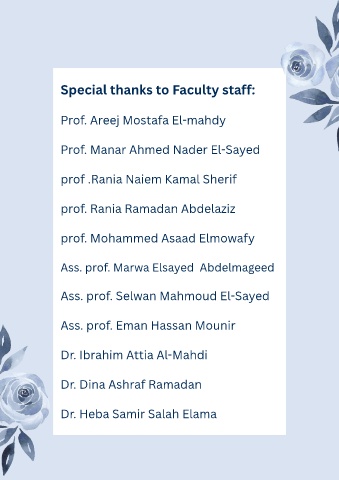 Special thanks to Faculty staff:
Prof. Areej Mostafa El-mahdy
Prof. Manar Ahmed Nader El-Sayed
prof .Rania Naiem Kamal Sherif
prof. Rania Ramadan Abdelaziz
prof. Mohammed Asaad Elmowafy
Ass. prof. Marwa Elsayed  Abdelmageed
Ass. prof. Selwan Mahmoud El-Sayed
Ass. prof. Eman Hassan Mounir
Dr. Ibrahim Attia Al-Mahdi
Dr. Dina Ashraf Ramadan
Dr. Heba Samir Salah Elama